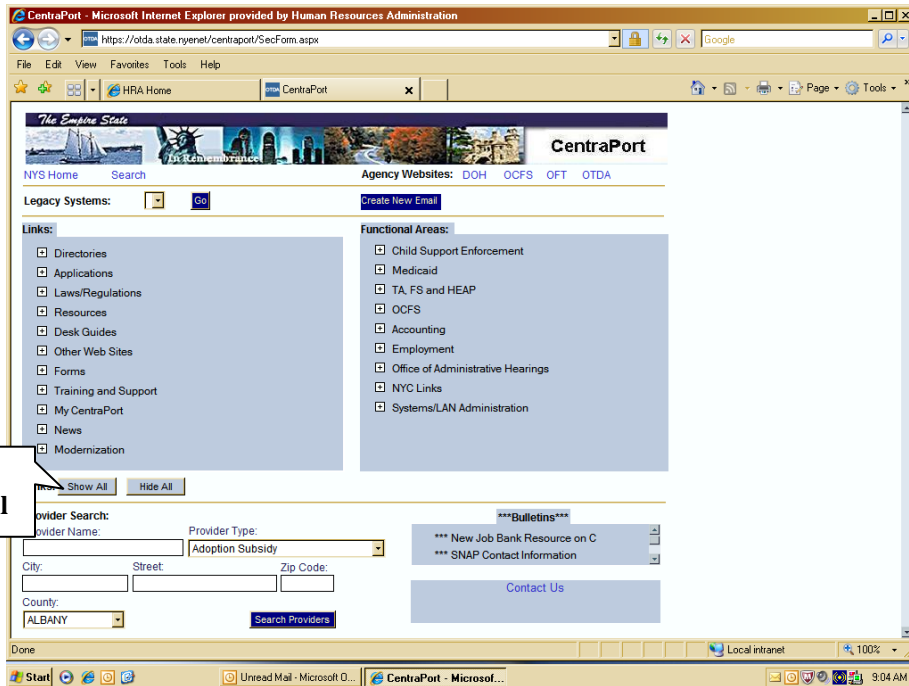 CentraPort - Microsoft Internet Explorer provided by Human Resources Administration
https://otda.state.nyenet/centraport/SecForm.aspx
Google
File Edit View Favorites Tools Help
HRA Home
OTDA CentraPort
Page Tools
The Empire State
In Remembrance
CentraPort
NYS Home Search Agency Websites: DOH OCFS OFT OTDA
Legacy Systems: Go Create New Email
Links:
Directories
Applications
Laws/Regulations
Resources
Desk Guides
Other Web Sites
Forms
Training and Support
My CentraPort
News
Modernization
Functional Areas:
Child Support Enforcement
Medicaid
TA, FS and HEAP
OCFS
Accounting
Employment
Office of Administrative Hearings
NYC Links
Systems/LAN Administration
Show All Hide All
l
ovider Search:
ovider Name: Provider Type:
Adoption Subsidy
City: Street: Zip Code:
County:
ALBANY Search Providers
***Bulletins***
*** New Job Bank Resource on C
*** SNAP Contact Information
Contact Us
Done Local intranet 100%
Start Unread Mail - Microsoft O... CentraPort - Microsof... 9:04 AM